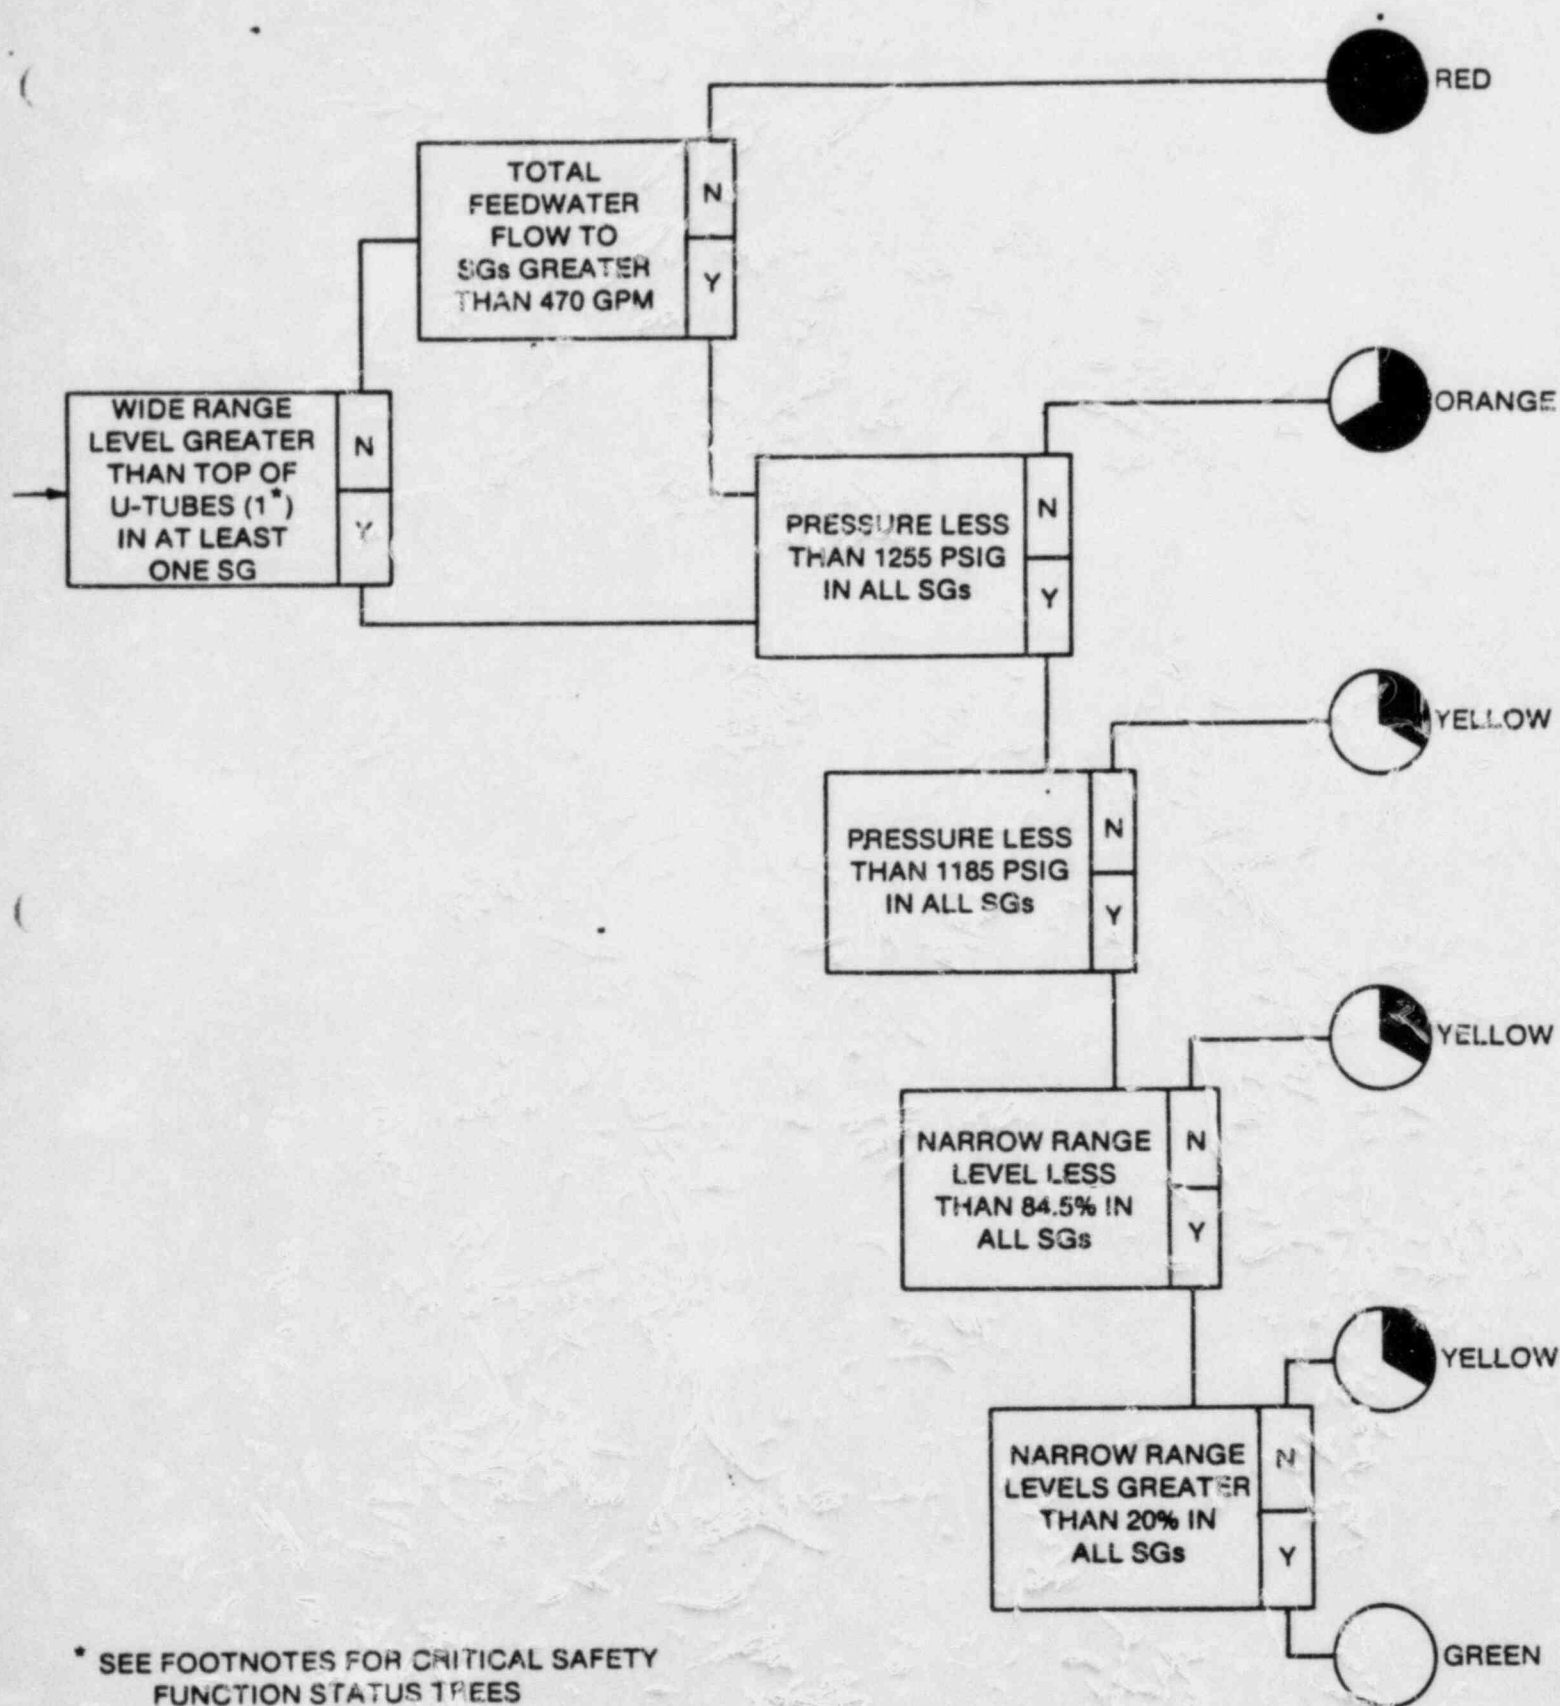 RED
TOTAL
FEEDWATER
FLOW TO
SGs GREATER
THAN 470 GPM
N
Y
WIDE RANGE
LEVEL GREATER
THAN TOP OF
U-TUBES (1*)
IN AT LEAST
ONE SG
N
Y
ORANGE
PRESSURE LESS
THAN 1255 PSIG
IN ALL SGs
N
Y
YELLOW
PRESSURE LESS
THAN 1185 PSIG
IN ALL SGs
N
Y
YELLOW
NARROW RANGE
LEVEL LESS
THAN 84.5% IN
ALL SGs
N
Y
YELLOW
NARROW RANGE
LEVELS GREATER
THAN 20% IN
ALL SGs
N
Y
GREEN
* SEE FOOTNOTES FOR CRITICAL SAFETY
FUNCTION STATUS TREES